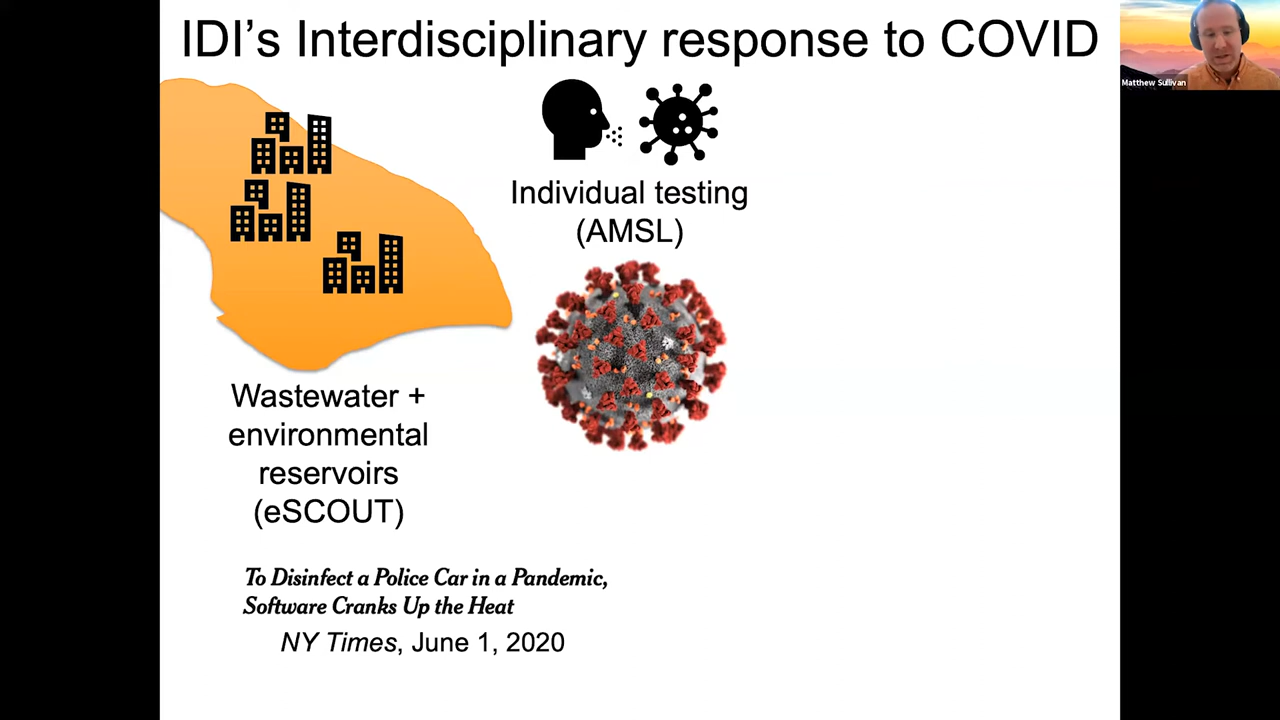 IDI's Interdisciplinary response to COVID
Matthew Sullivan
Individual testing
(AMSL)
Wastewater +
environmental
reservoirs
(eSCOUT)
To Disinfect a Police Car in a Pandemic,
Software Cranks Up the Heat
NY Times, June 1, 2020